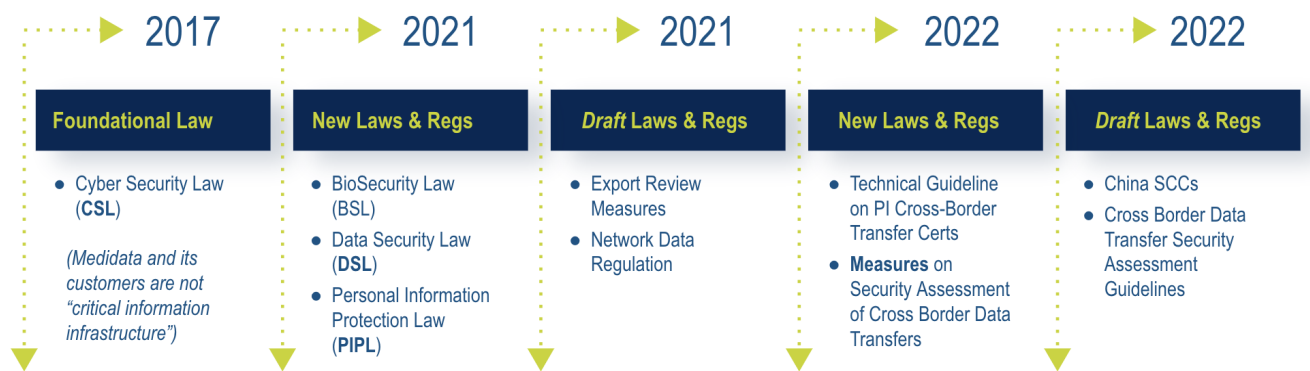 2017
Foundational Law
● Cyber Security Law
(CSL)
(Medidata and its
customers are not
“critical information
infrastructure”)
2021
New Laws & Regs
● BioSecurity Law
(BSL)
● Data Security Law
(DSL)
● Personal Information
Protection Law
(PIPL)
2021
Draft Laws & Regs
● Export Review
Measures
● Network Data
Regulation
2022
New Laws & Regs
● Technical Guideline
on PI Cross-Border
Transfer Certs
● Measures on
Security Assessment
of Cross Border Data
Transfers
2022
Draft Laws & Regs
● China SCCs
● Cross Border Data
Transfer Security
Assessment
Guidelines